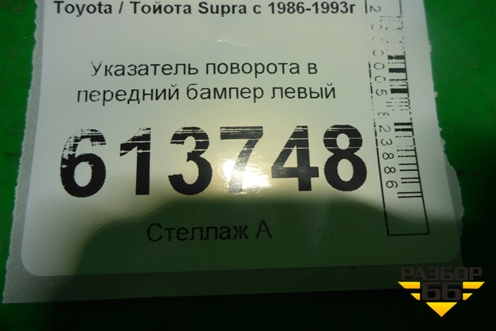 Toyota / Тойота Supra с 1986-1993г
Указатель поворота в
передний бампер левый
613748
Стеллаж А
РАЗБОР
66